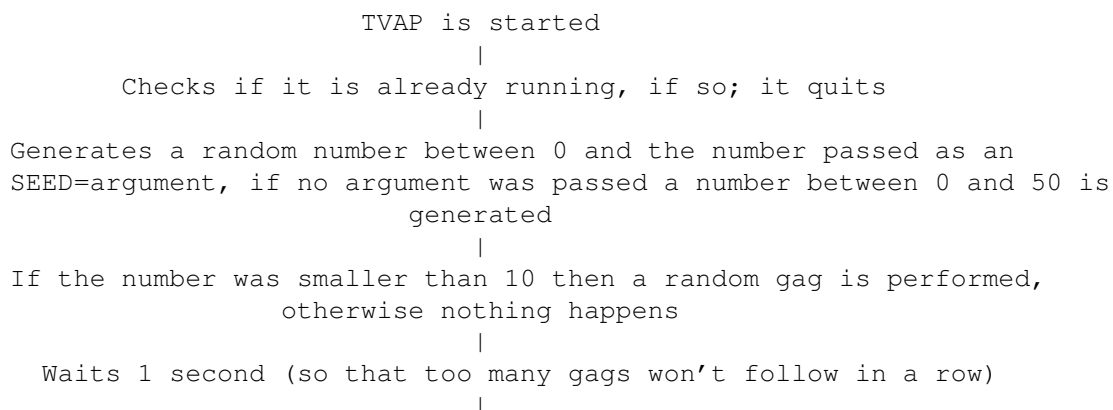 TVAP is started
|
Checks if it is already running, if so; it quits
|
Generates a random number between 0 and the number passed as an
SEED=argument, if no argument was passed a number between 0 and 50 is
generated
|
If the number was smaller than 10 then a random gag is performed,
otherwise nothing happens
|
Waits 1 second (so that too many gags won't follow in a row)
|